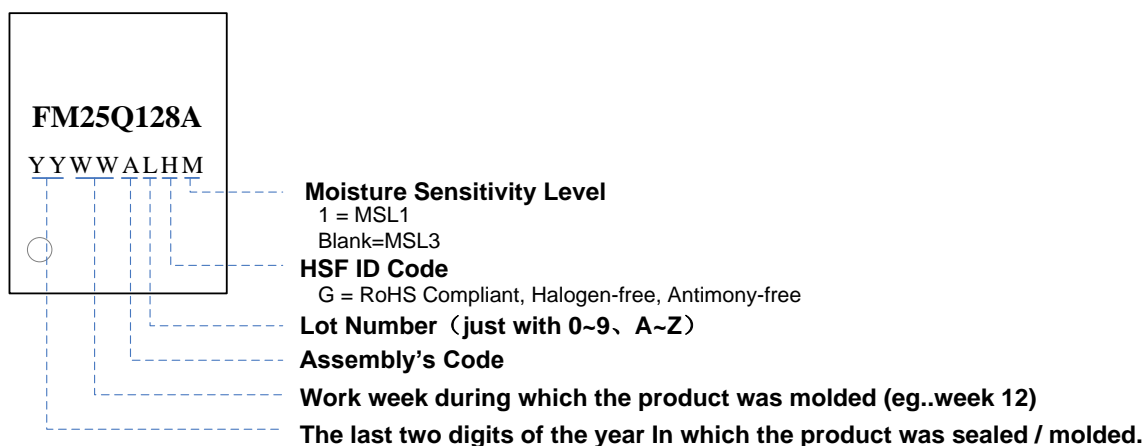 FM25Q128A
YYWWALHM
Moisture Sensitivity Level
1 = MSL1
Blank=MSL3
HSF ID Code
G = RoHS Compliant, Halogen-free, Antimony-free
Lot Number（just with 0~9、A~Z）
Assembly's Code
Work week during which the product was molded (eg..week 12)
The last two digits of the year In which the product was sealed / molded.